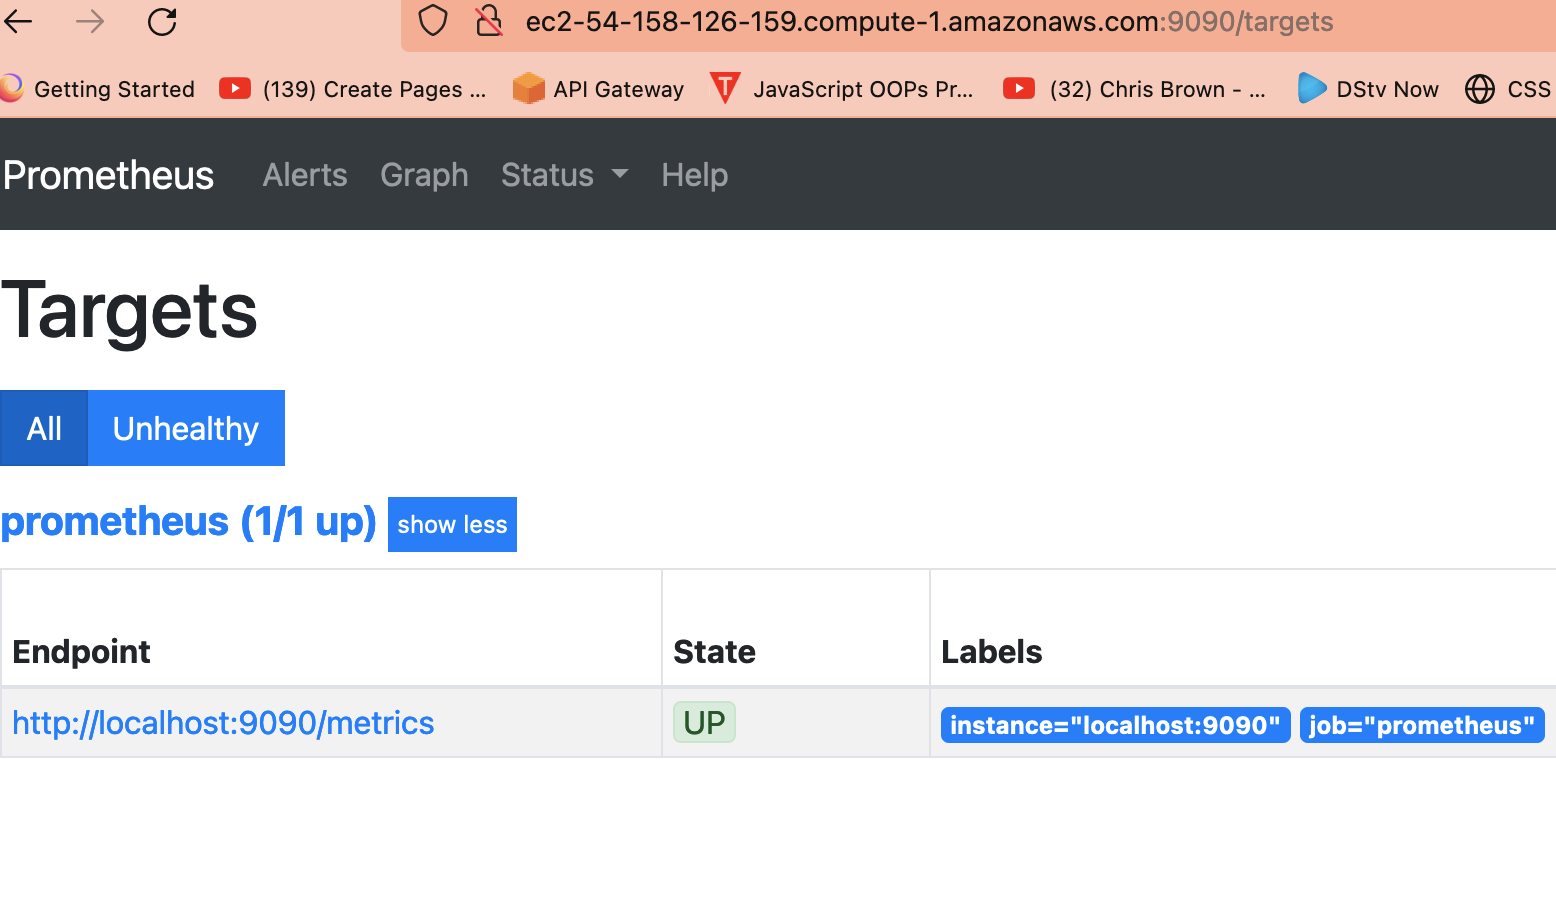 ec2-54-158-126-159.compute-1.amazonaws.com:9090/targets
Getting Started (139) Create Pages ... API Gateway JavaScript OOPs Pr... (32) Chris Brown - ... DStv Now CSS
Prometheus Alerts Graph Status Help
Targets
All Unhealthy
prometheus (1/1 up) show less
Endpoint State Labels
http://localhost:9090/metrics UP instance="localhost:9090" job="prometheus"